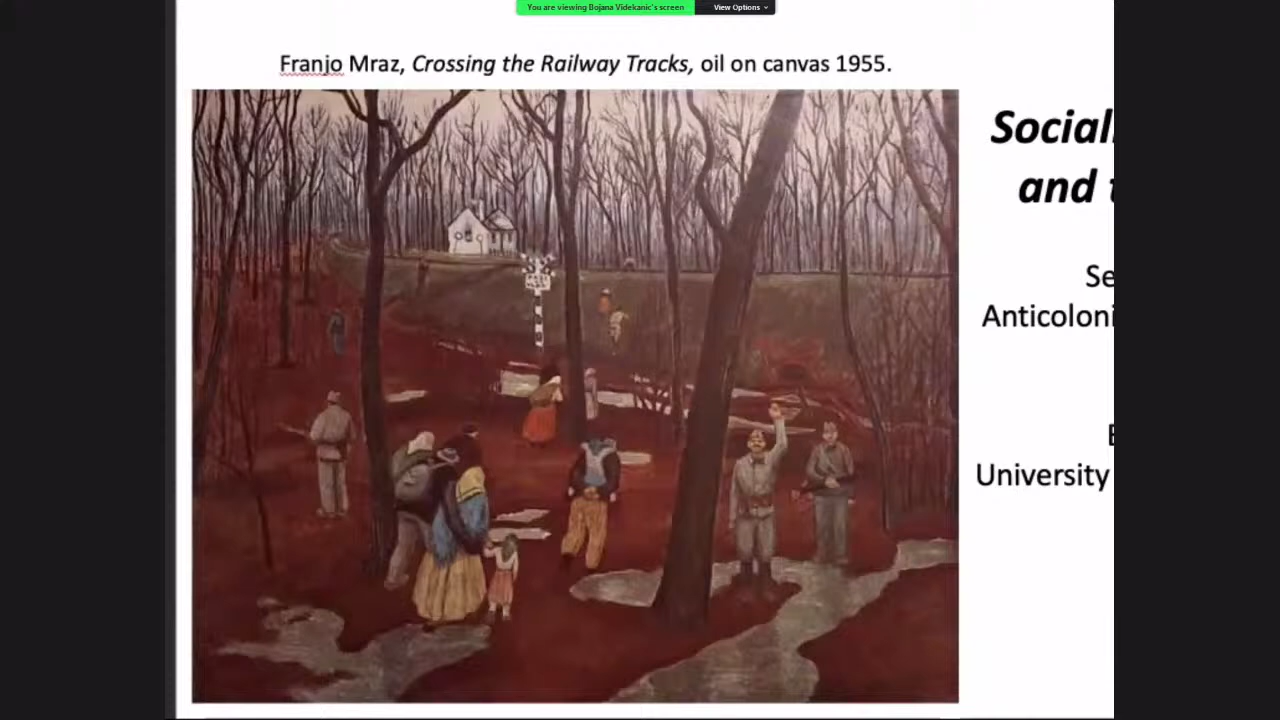 You are viewing Bojana Videkanic's screen
View Options
Franjo Mraz, Crossing the Railway Tracks, oil on canvas 1955.
Social
and t
Se
Anticoloni
E
University